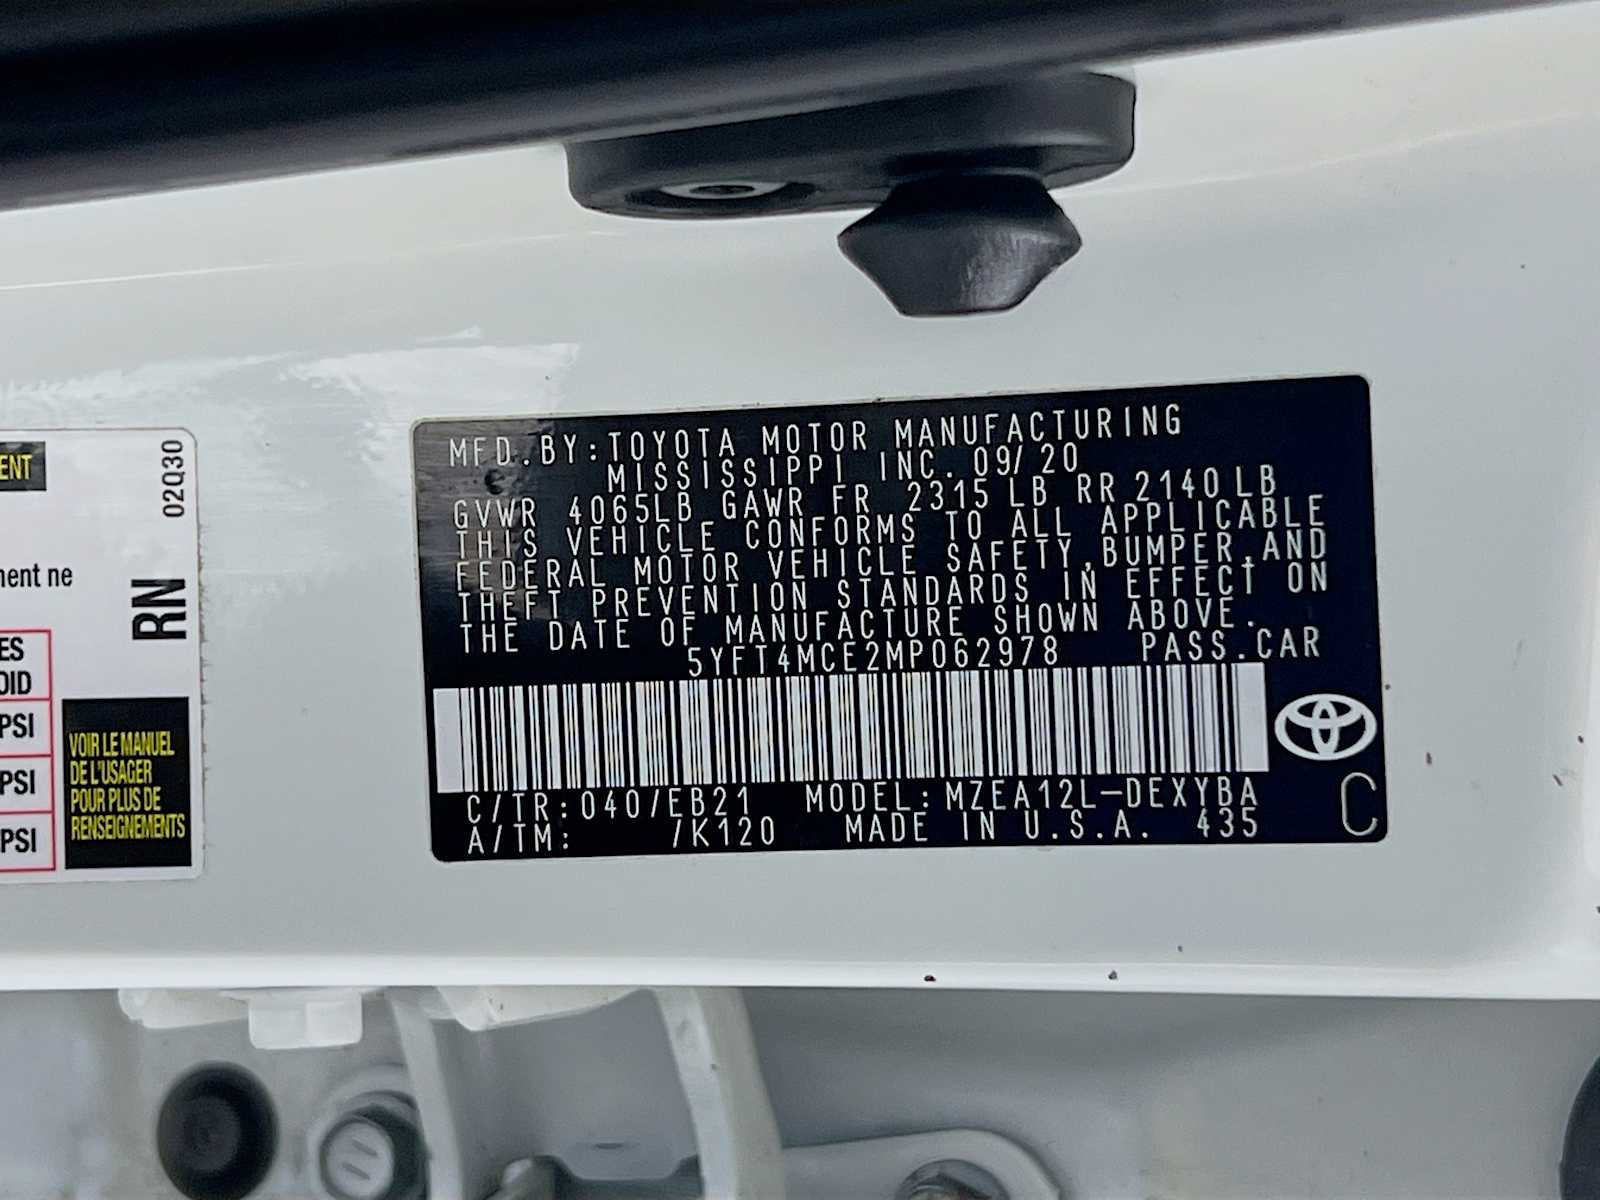 MFD.BY:TOYOTA MOTOR MANUFACTURING
MISSISSIPPI INC. 09/20
GVWR 4065LB GAWR FR 2315 LB RR 2140 LB
THIS VEHICLE CONFORMS TO ALL APPLICABLE
FEDERAL MOTOR VEHICLE SAFETY,BUMPER,AND
THEFT PREVENTION STANDARDS IN EFFECT ON
THE DATE OF MANUFACTURE SHOWN ABOVE.
5YFT4MCE2MP062978 PASS.CAR
C/TR:040/EB21 MODEL:MZEA12L-DEXYBA
A/TM: /K120 MADE IN U.S.A. 435
C
ENT
02Q30
RN
ment ne
ES
OID
PSI
PSI
PSI
VOIR LE MANUEL
DE L'USAGER
POUR PLUS DE
RENSEIGNEMENTS